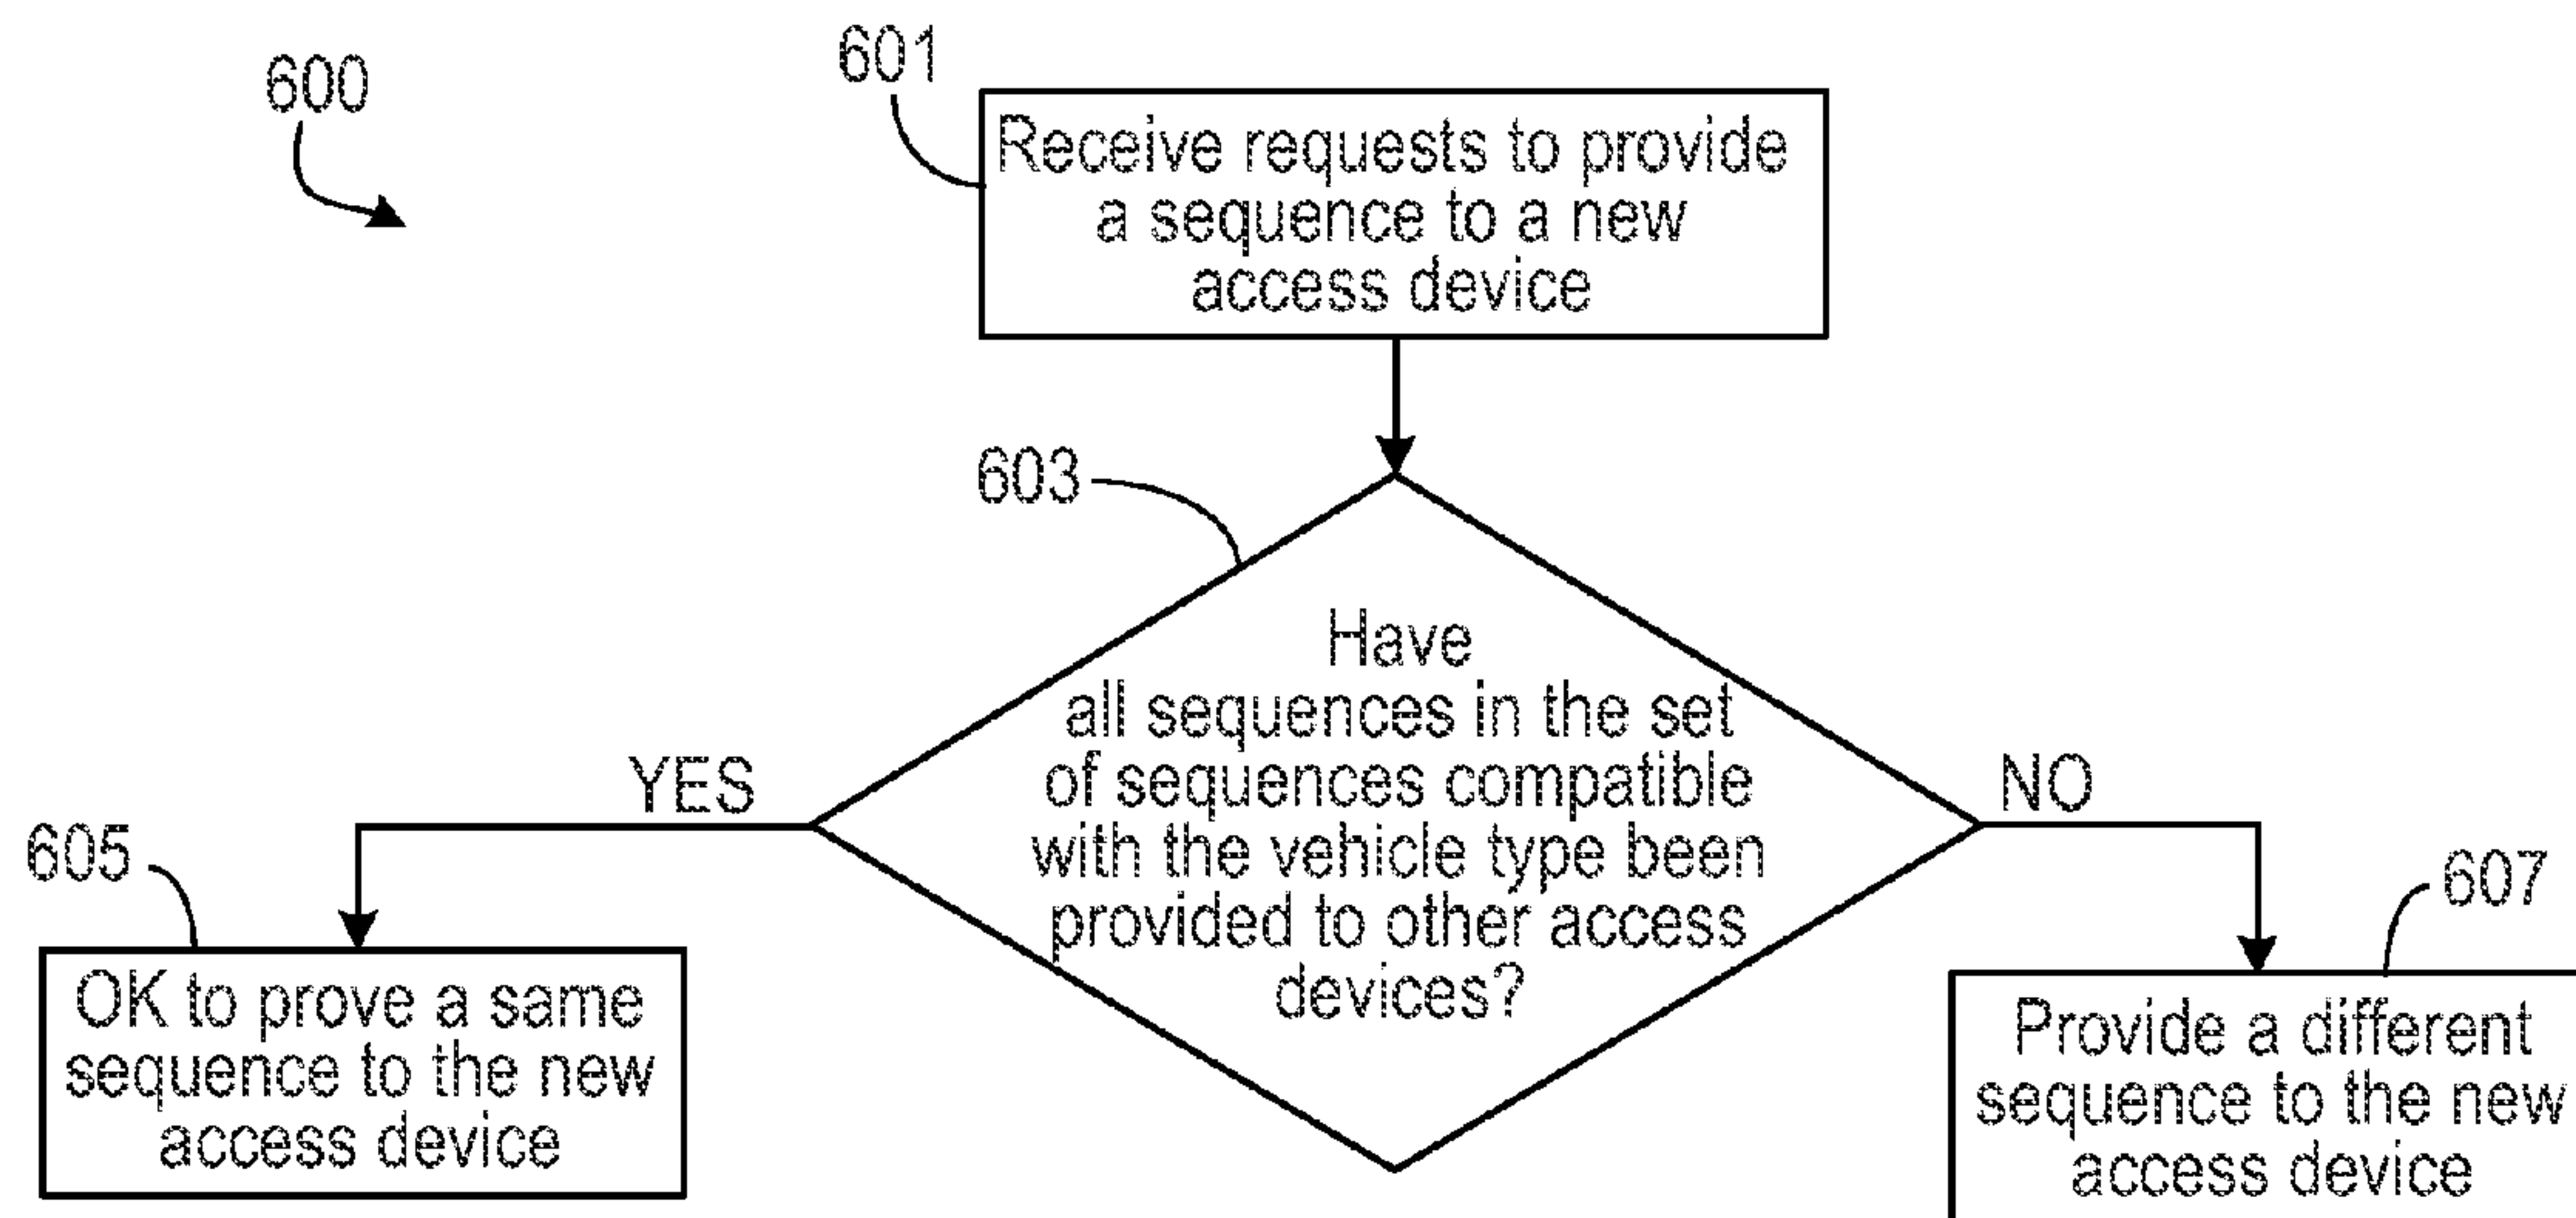 600
601
Receive requests to provide
a sequence to a new
access device
603
Have
all sequences in the set
of sequences compatible
with the vehicle type been
provided to other access
devices?
YES
NO
605
OK to prove a same
sequence to the new
access device
607
Provide a different
sequence to the new
access device